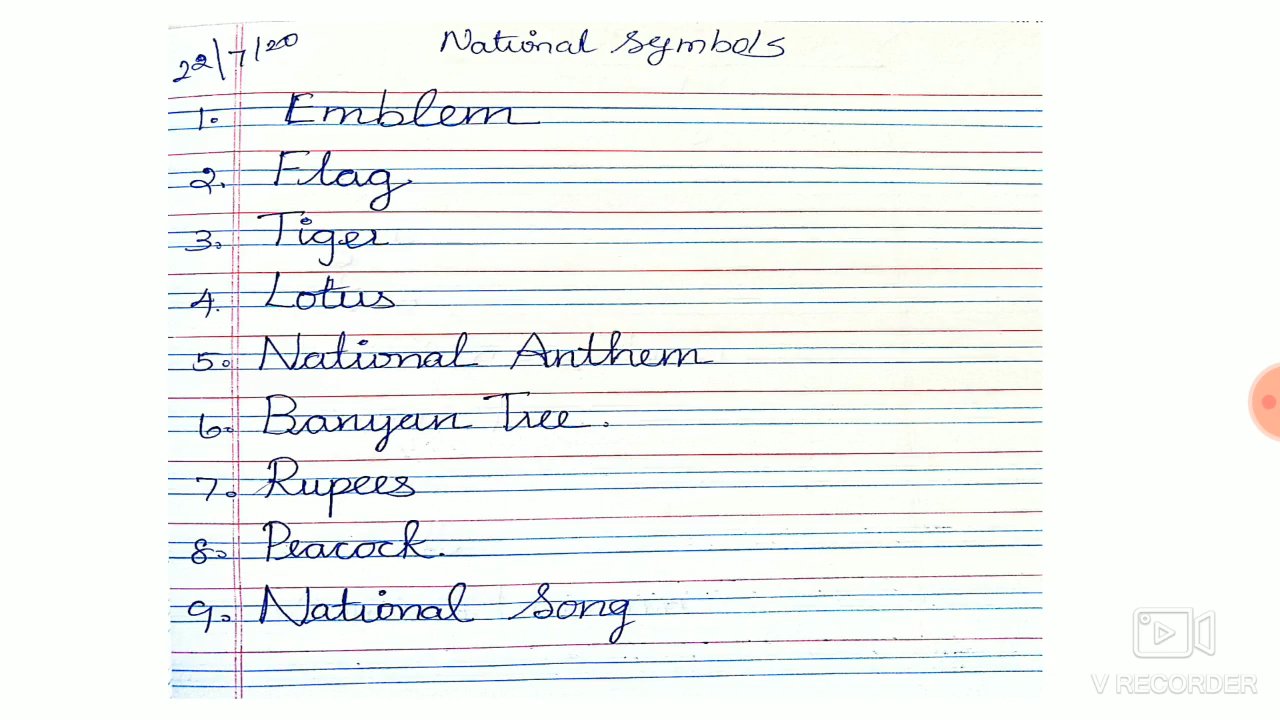 22/7/20 National Symbols
1. Emblem
2. Flag
3. Tiger
4. Lotus
5. National Anthem
6. Banyan Tree.
7. Rupees
8. Peacock.
9. National Song
V RECORDER